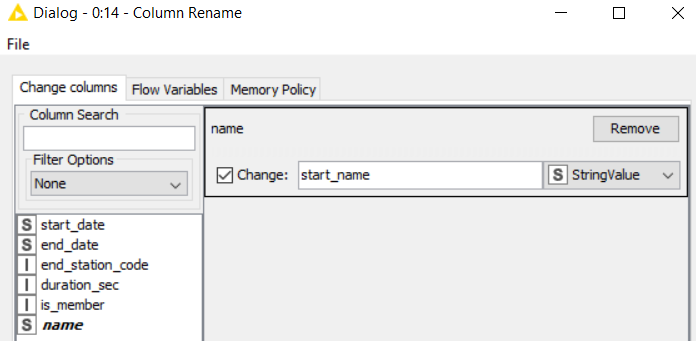 Dialog - 0:14 - Column Rename
File
Change columns Flow Variables Memory Policy
Column Search
Filter Options
None
S start_date
S end_date
I end_station_code
I duration_sec
I is_member
S name
name Remove
Change: start_name S StringValue